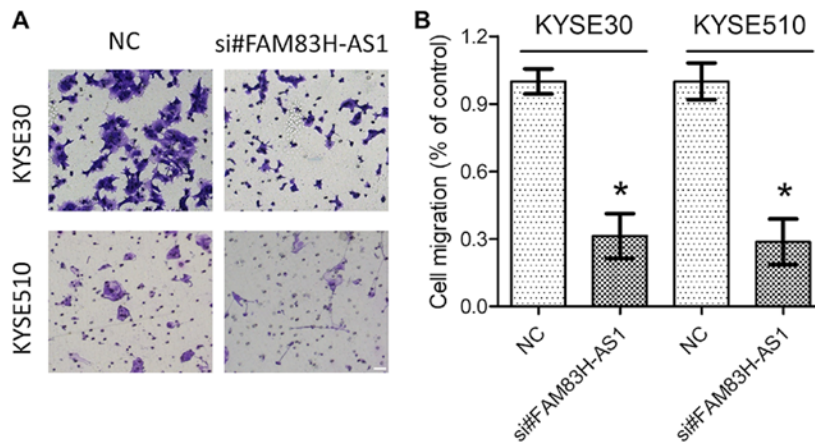 A
NC
si#FAM83H-AS1
KYSE30
KYSE510
B
KYSE30
KYSE510
Cell migration (% of control)
1.2
0.9
0.6
0.3
0.0
*
*
NC
si#FAM83H-AS1
NC
si#FAM83H-AS1